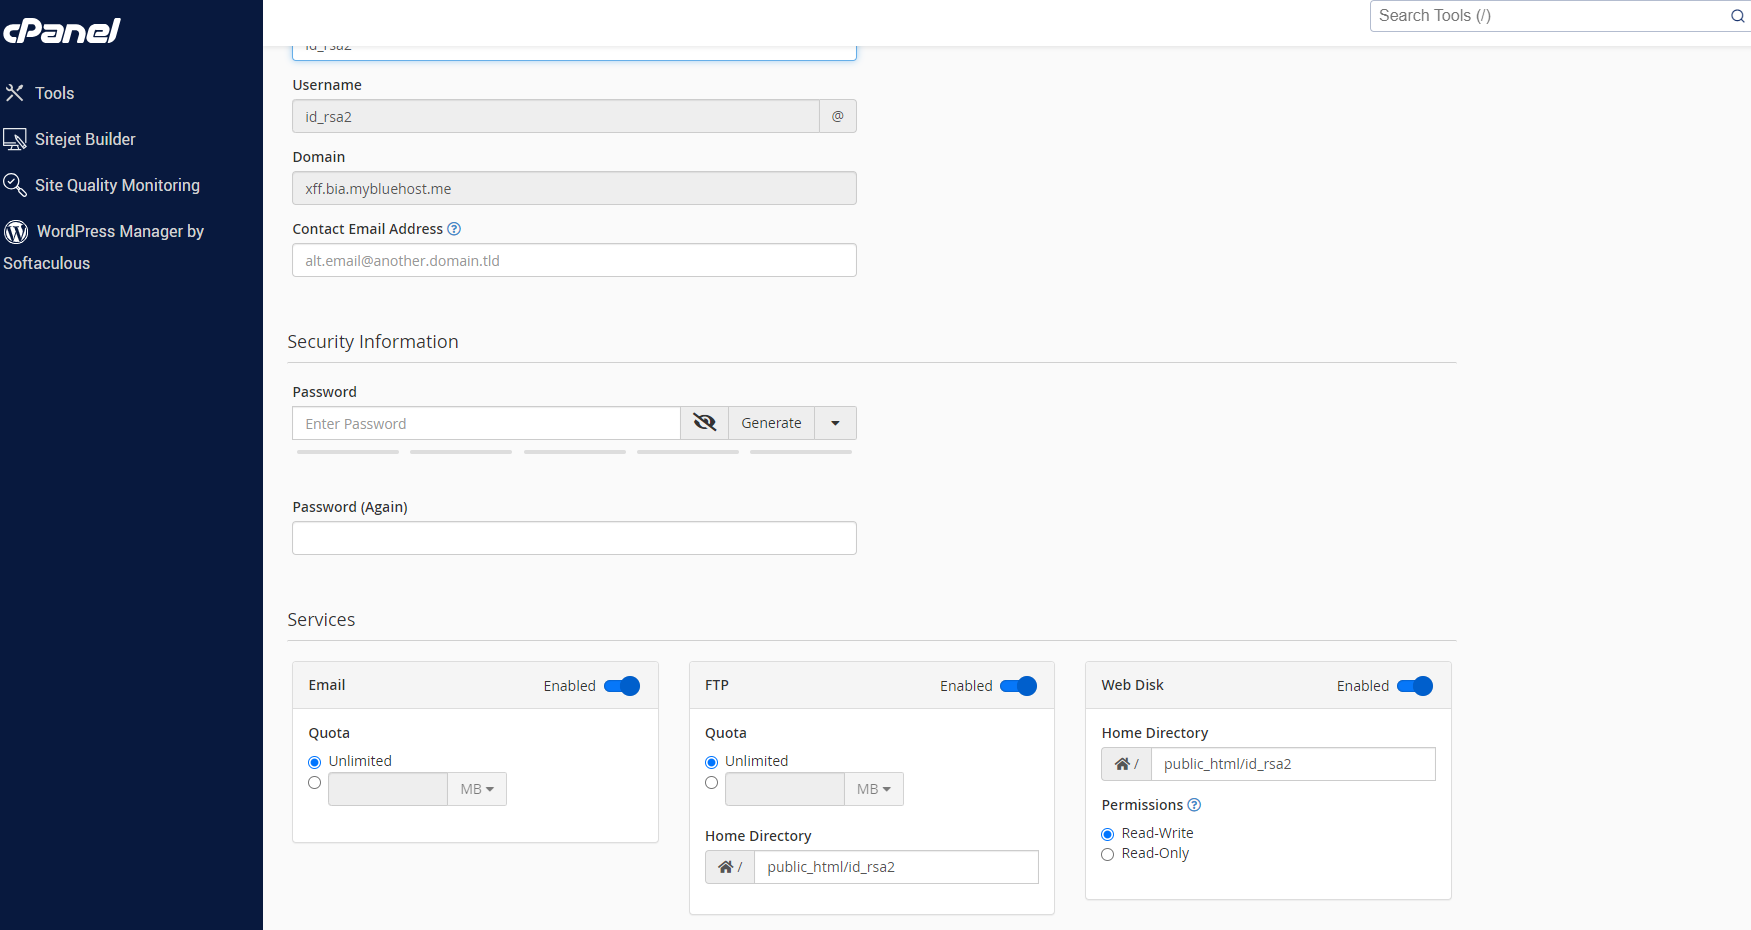 cPanel
Search Tools (/)
Tools
Sitejet Builder
Site Quality Monitoring
WordPress Manager by
Softaculous
id_rsa2
Username
id_rsa2 @
Domain
xff.bia.mybluehost.me
Contact Email Address ?
alt.email@another.domain.tld
Security Information
Password
Enter Password Generate
Password (Again)
Services
Email Enabled
Quota
Unlimited
MB
FTP Enabled
Quota
Unlimited
MB
Home Directory
/ public_html/id_rsa2
Web Disk Enabled
Home Directory
/ public_html/id_rsa2
Permissions ?
Read-Write
Read-Only